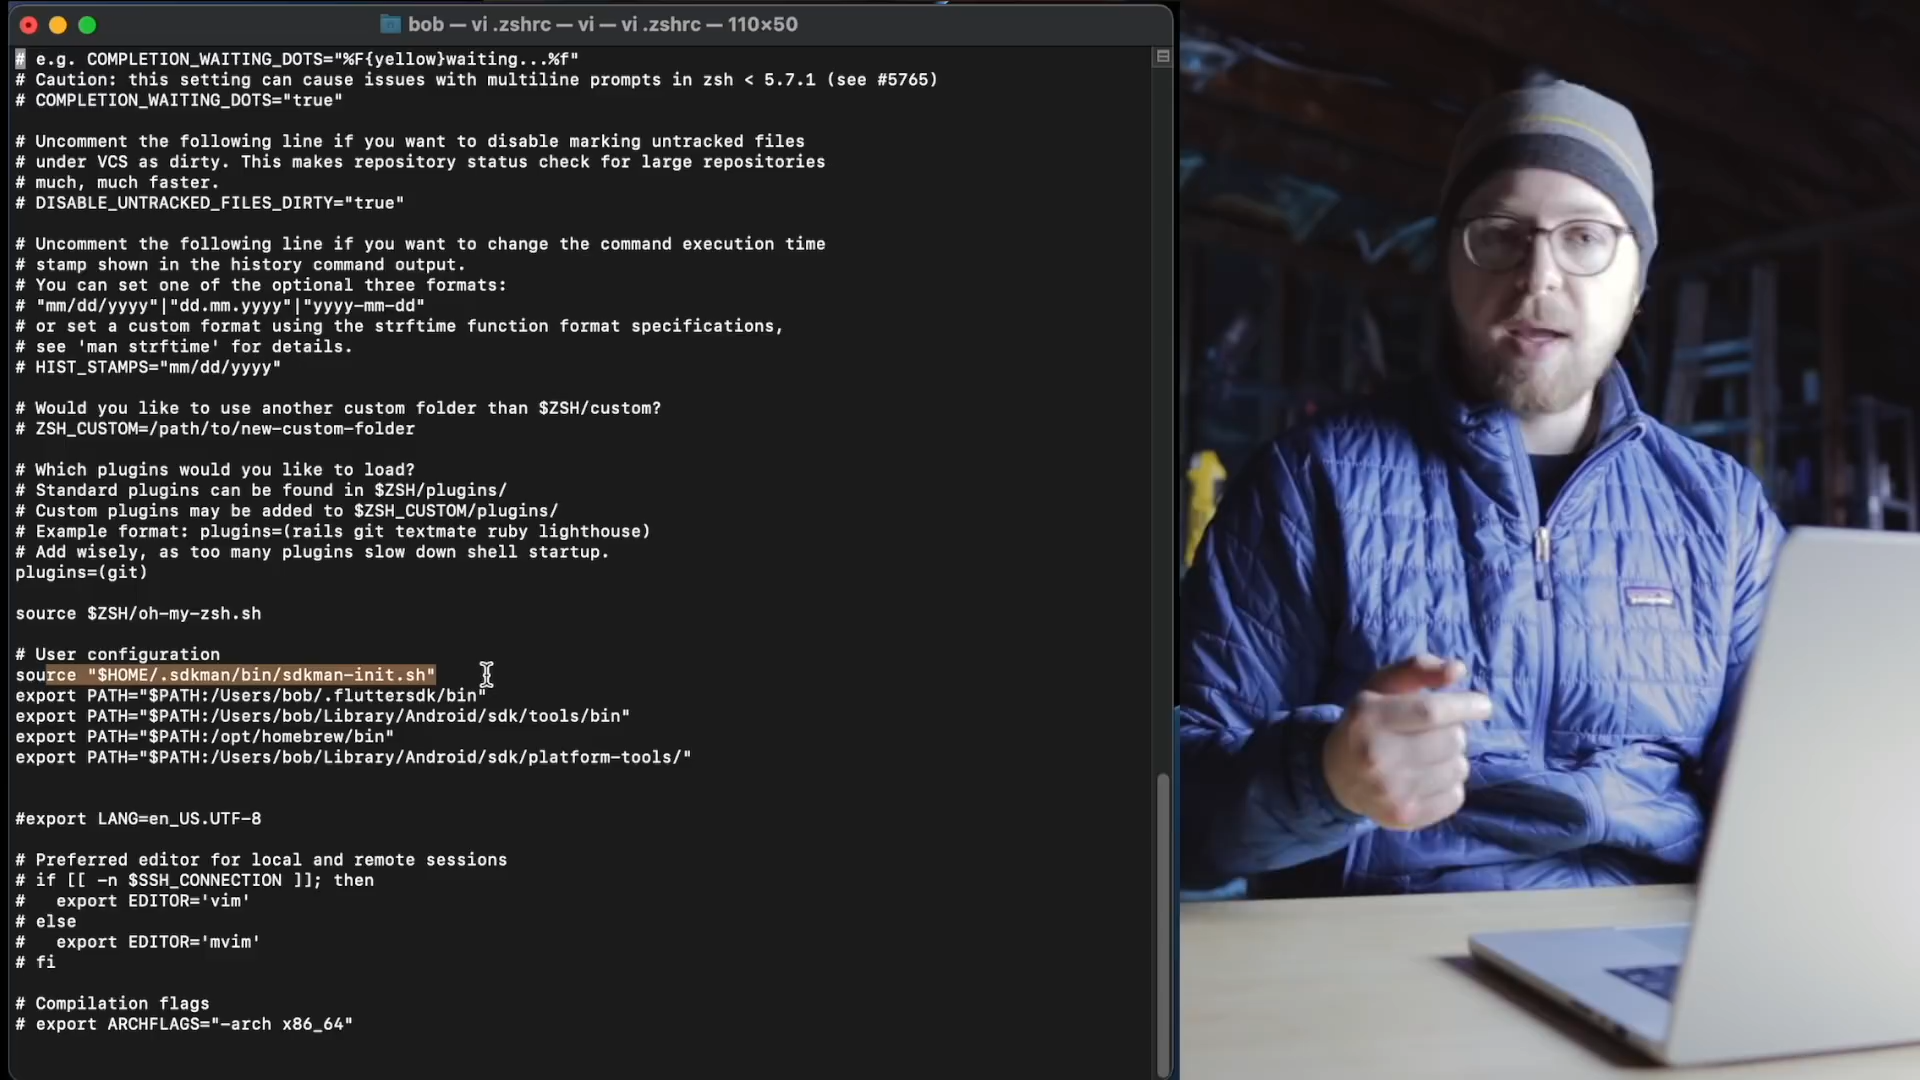 bob — vi .zshrc — vi — vi .zshrc — 110×50
# e.g. COMPLETION_WAITING_DOTS="%F{yellow}waiting...%f"
# Caution: this setting can cause issues with multiline prompts in zsh < 5.7.1 (see #5765)
# COMPLETION_WAITING_DOTS="true"
# Uncomment the following line if you want to disable marking untracked files
# under VCS as dirty. This makes repository status check for large repositories
# much, much faster.
# DISABLE_UNTRACKED_FILES_DIRTY="true"
# Uncomment the following line if you want to change the command execution time
# stamp shown in the history command output.
# You can set one of the optional three formats:
# "mm/dd/yyyy"|"dd.mm.yyyy"|"yyyy-mm-dd"
# or set a custom format using the strftime function format specifications,
# see 'man strftime' for details.
# HIST_STAMPS="mm/dd/yyyy"
# Would you like to use another custom folder than $ZSH/custom?
# ZSH_CUSTOM=/path/to/new-custom-folder
# Which plugins would you like to load?
# Standard plugins can be found in $ZSH/plugins/
# Custom plugins may be added to $ZSH_CUSTOM/plugins/
# Example format: plugins=(rails git textmate ruby lighthouse)
# Add wisely, as too many plugins slow down shell startup.
plugins=(git)
source $ZSH/oh-my-zsh.sh
# User configuration
source "$HOME/.sdkman/bin/sdkman-init.sh"
export PATH="$PATH:/Users/bob/.fluttersdk/bin"
export PATH="$PATH:/Users/bob/Library/Android/sdk/tools/bin"
export PATH="$PATH:/opt/homebrew/bin"
export PATH="$PATH:/Users/bob/Library/Android/sdk/platform-tools/"
#export LANG=en_US.UTF-8
# Preferred editor for local and remote sessions
# if [[ -n $SSH_CONNECTION ]]; then
#   export EDITOR='vim'
# else
#   export EDITOR='mvim'
# fi
# Compilation flags
# export ARCHFLAGS="-arch x86_64"